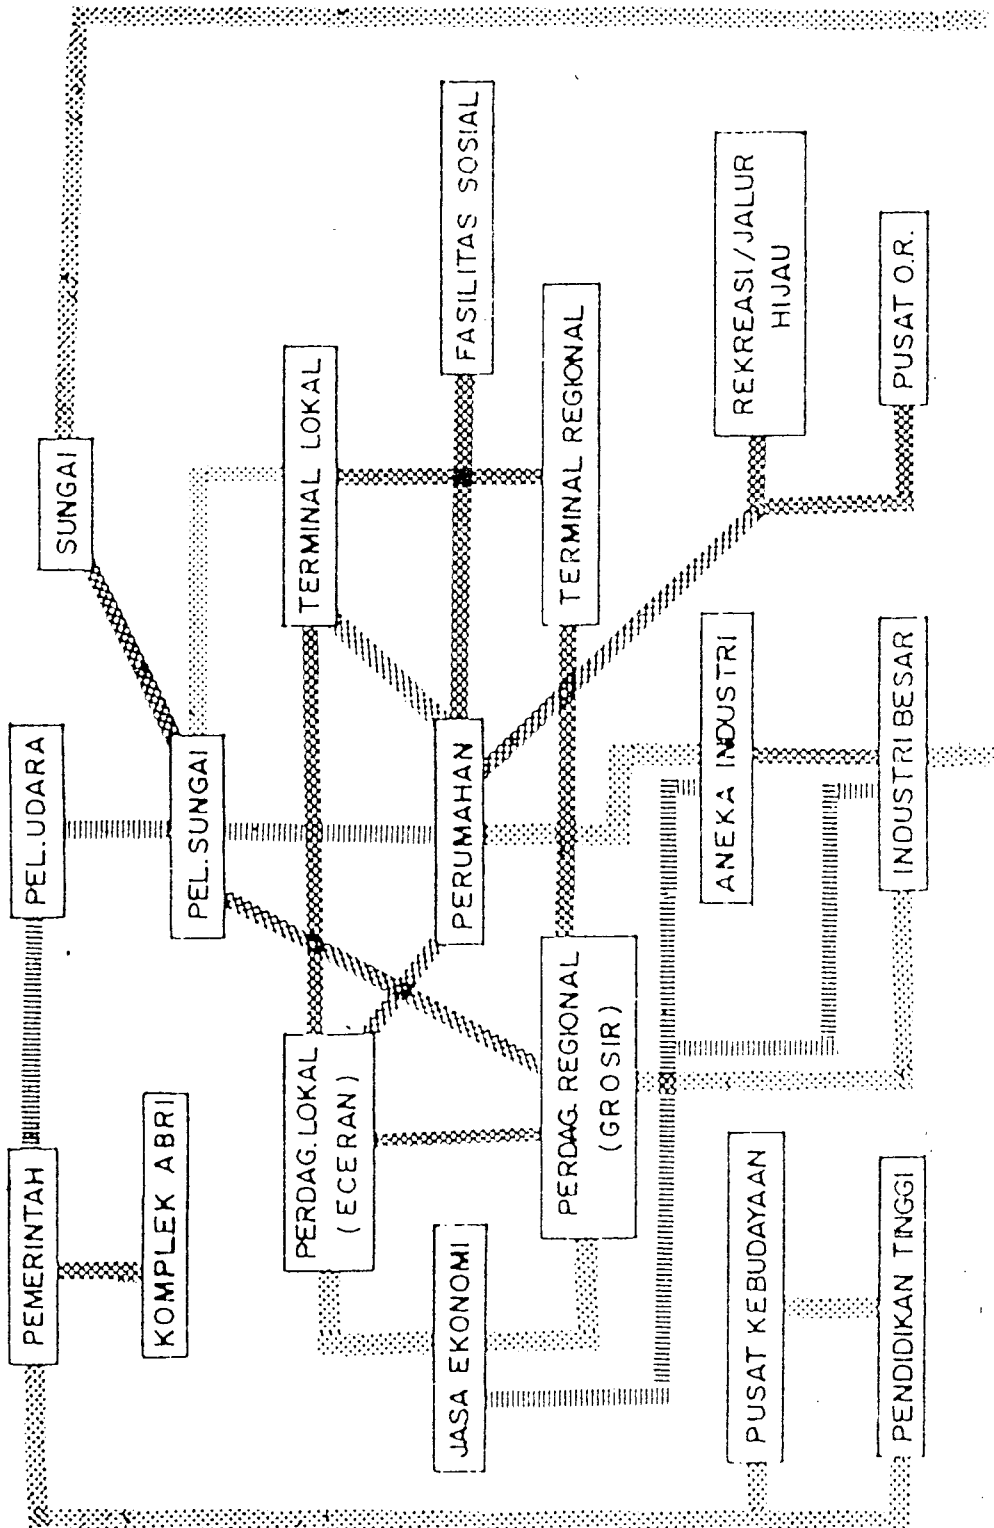 PEMERINTAH
PEL.UDARA
SUNGAI
KOMPLEK ABRI
PEL.SUNGAI
PERDAG.LOKAL
(ECERAN)
TERMINAL LOKAL
JASA EKONOMI
PERUMAHAN
FASILITAS SOSIAL
PERDAG. REGIONAL
(GROSIR)
TERMINAL REGIONAL
PUSAT KEBUDAYAAN
ANEKA INDUSTRI
REKREASI/JALUR
HIJAU
PENDIDIKAN TINGGI
INDUSTRI BESAR
PUSAT O.R.